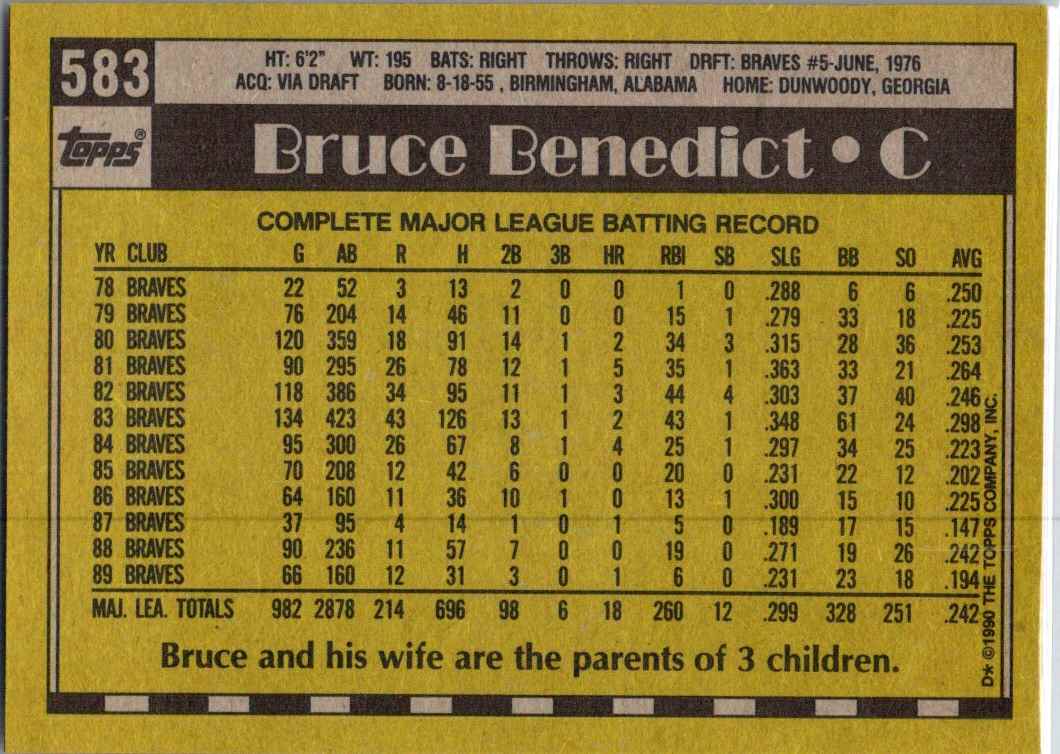 583
HT: 6'2" WT: 195 BATS: RIGHT THROWS: RIGHT DRFT: BRAVES #5-JUNE, 1976
ACQ: VIA DRAFT BORN: 8-18-55 , BIRMINGHAM, ALABAMA HOME: DUNWOODY, GEORGIA
topps®
Bruce Benedict • C
COMPLETE MAJOR LEAGUE BATTING RECORD
YR CLUB G AB R H 2B 3B HR RBI SB SLG BB SO AVG
78 BRAVES 22 52 3 13 2 0 0 1 0 .288 6 6 .250
79 BRAVES 76 204 14 46 11 0 0 15 1 .279 33 18 .225
80 BRAVES 120 359 18 91 14 1 2 34 3 .315 28 36 .253
81 BRAVES 90 295 26 78 12 1 5 35 1 .363 33 21 .264
82 BRAVES 118 386 34 95 11 1 3 44 4 .303 37 40 .246
83 BRAVES 134 423 43 126 13 1 2 43 1 .348 61 24 .298
84 BRAVES 95 300 26 67 8 1 4 25 1 .297 34 25 .223
85 BRAVES 70 208 12 42 6 0 0 20 0 .231 22 12 .202
86 BRAVES 64 160 11 36 10 1 0 13 1 .300 15 10 .225
87 BRAVES 37 95 4 14 1 0 1 5 0 .189 17 15 .147
88 BRAVES 90 236 11 57 7 0 0 19 0 .271 19 26 .242
89 BRAVES 66 160 12 31 3 0 1 6 0 .231 23 18 .194
MAJ. LEA. TOTALS 982 2878 214 696 98 6 18 260 12 .299 328 251 .242
Bruce and his wife are the parents of 3 children.
D* ©1990 THE TOPPS COMPANY, INC.